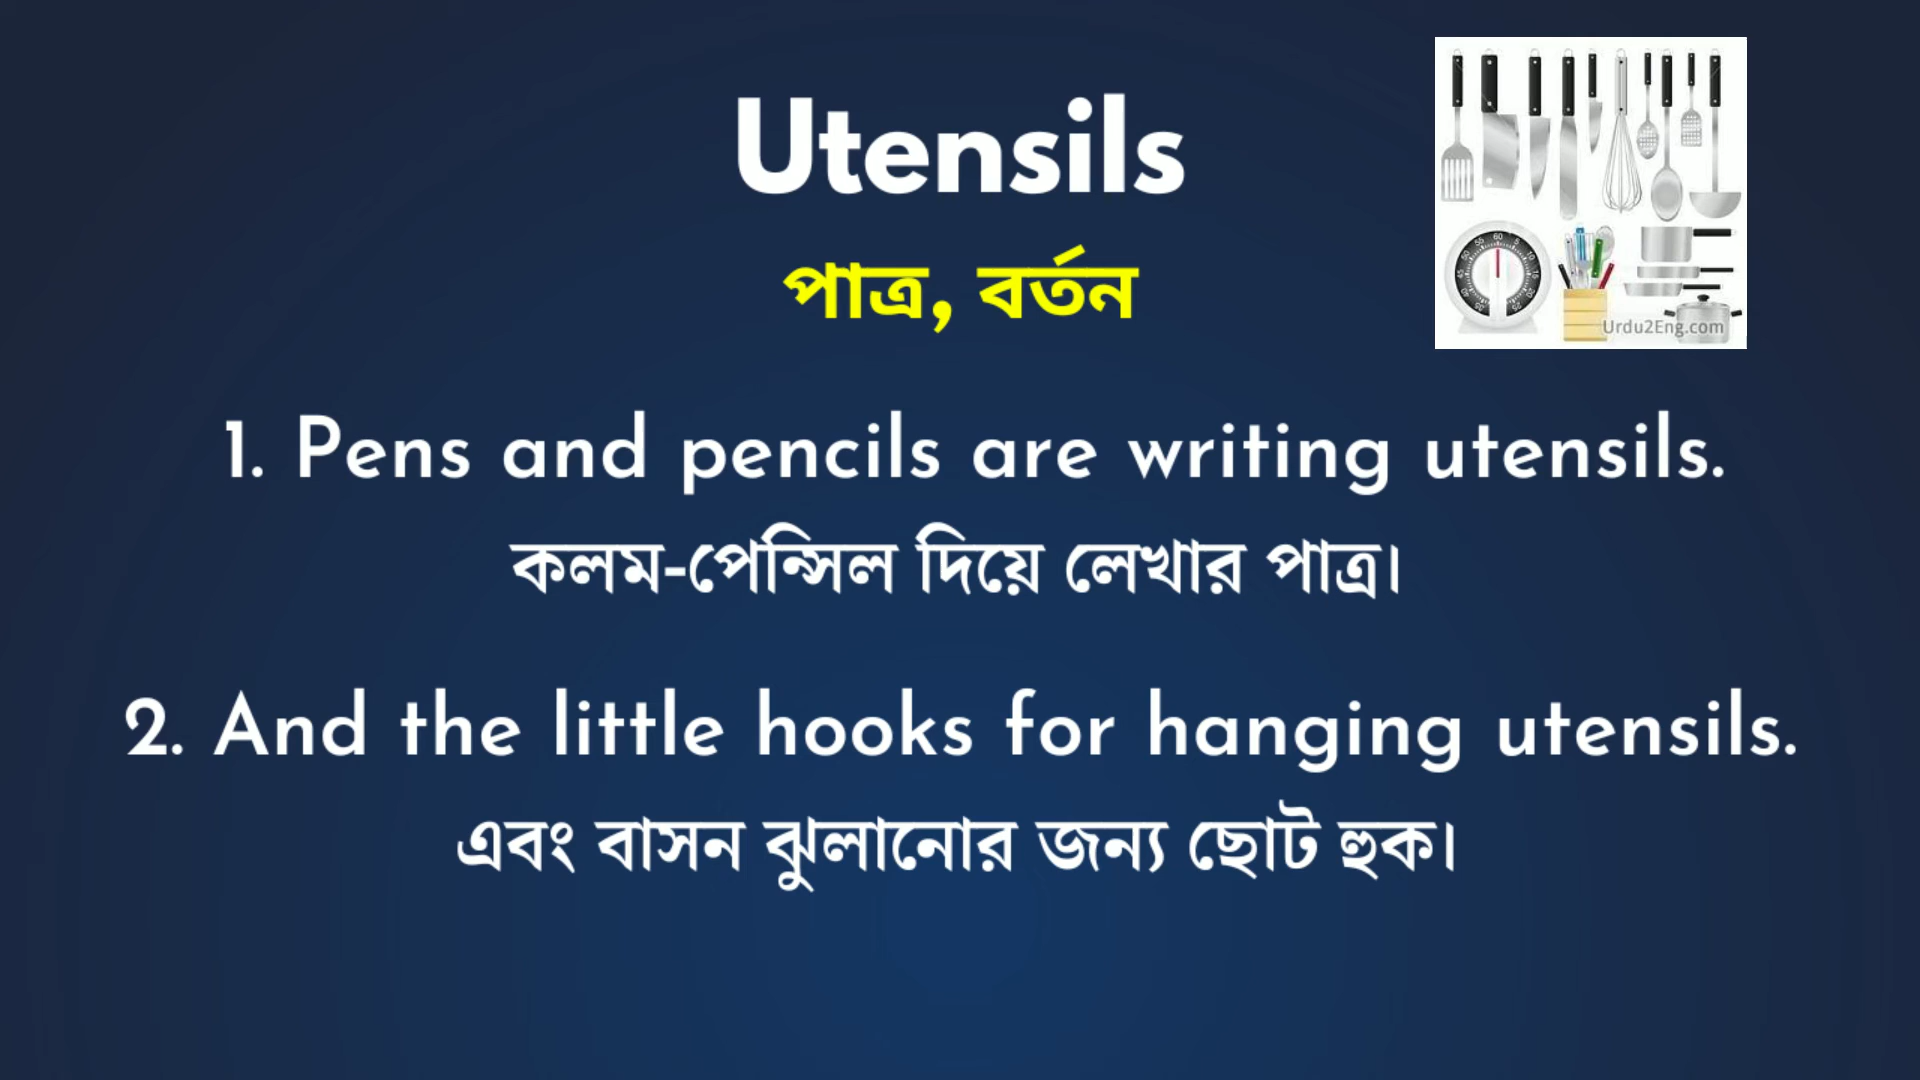 Utensils
পাত্র, বর্তন
Urdu2Eng.com
1. Pens and pencils are writing utensils.
কলম-পেন্সিল দিয়ে লেখার পাত্র।
2. And the little hooks for hanging utensils.
এবং বাসন ঝুলানোর জন্য ছোট হুক।